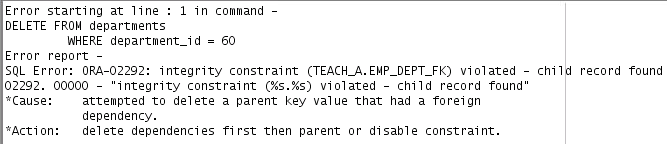 Error starting at line : 1 in command -
DELETE FROM departments
WHERE department_id = 60
Error report -
SQL Error: ORA-02292: integrity constraint (TEACH_A.EMP_DEPT_FK) violated - child record found
02292. 00000 - "integrity constraint (%s.%s) violated - child record found"
*Cause: attempted to delete a parent key value that had a foreign
dependency.
*Action: delete dependencies first then parent or disable constraint.